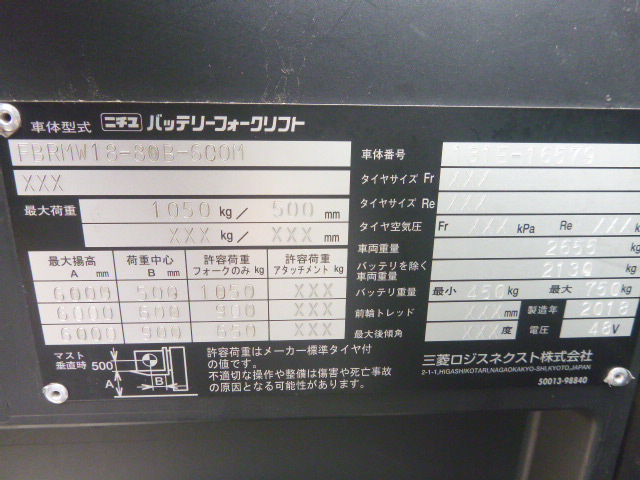 車体型式 ニチユ バッテリーフォークリフト
FBRMW18-80B-600M
XXX
最大荷重 1050 kg/ 500 mm
XXX kg/ XXX mm
最大揚高 A mm 荷重中心 B mm 許容荷重 フォークのみ kg 許容荷重 アタッチメント kg
6000 500 1050 XXX
6000 600 900 XXX
6000 900 650 XXX
マスト垂直時 500 A B
許容荷重はメーカー標準タイヤ付
の値です。
不適切な操作や整備は傷害や死亡事故
の原因となる可能性があります。
車体番号
タイヤサイズ Fr XXX
タイヤサイズ Re XXX
タイヤ空気圧 Fr XXX kPa Re XXX
車両重量 2655 kg
バッテリを除く車両重量 2130 kg
バッテリ重量 最小 450 kg 最大 750 kg
前輪トレッド XXX mm 製造年 2018
最大後傾角 XXX 度 電圧 48 V
三菱ロジスネクスト株式会社
2-1-1,HIGASHIKOTARI,NAGAOKAKYO-SHI,KYOTO,JAPAN
50013-98840